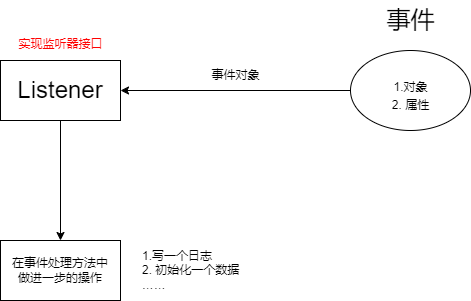 事件
实现监听器接口
Listener
事件对象
1.对象
2. 属性
在事件处理方法中
做进一步的操作
1.写一个日志
2. 初始化一个数据
……